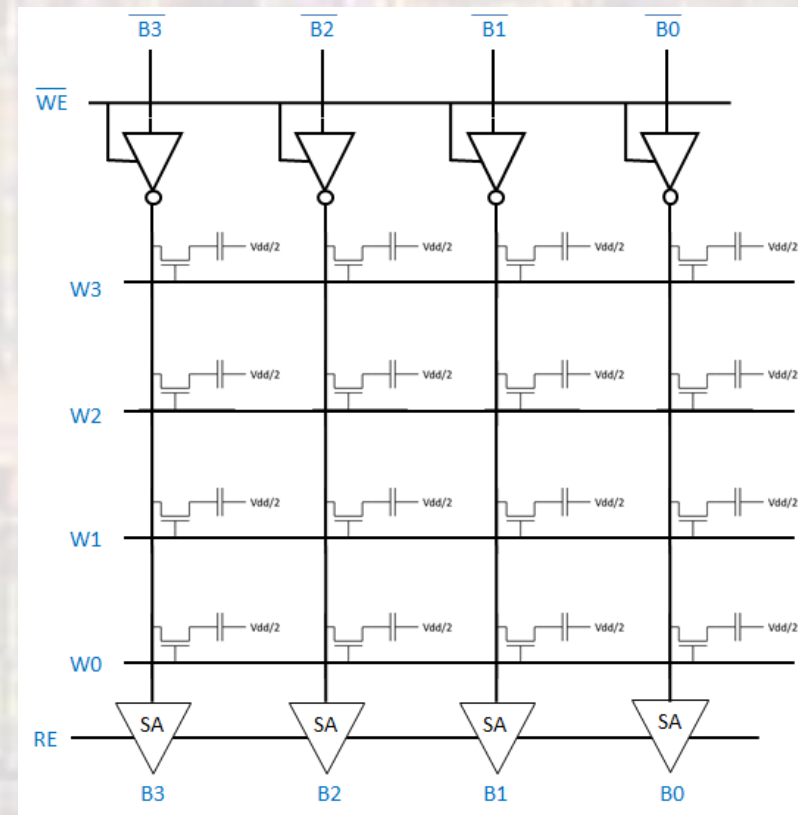 B3 B2 B1 B0
WE
Vdd/2 Vdd/2 Vdd/2 Vdd/2
W3
Vdd/2 Vdd/2 Vdd/2 Vdd/2
W2
Vdd/2 Vdd/2 Vdd/2 Vdd/2
W1
Vdd/2 Vdd/2 Vdd/2 Vdd/2
W0
SA SA SA SA
RE
B3 B2 B1 B0